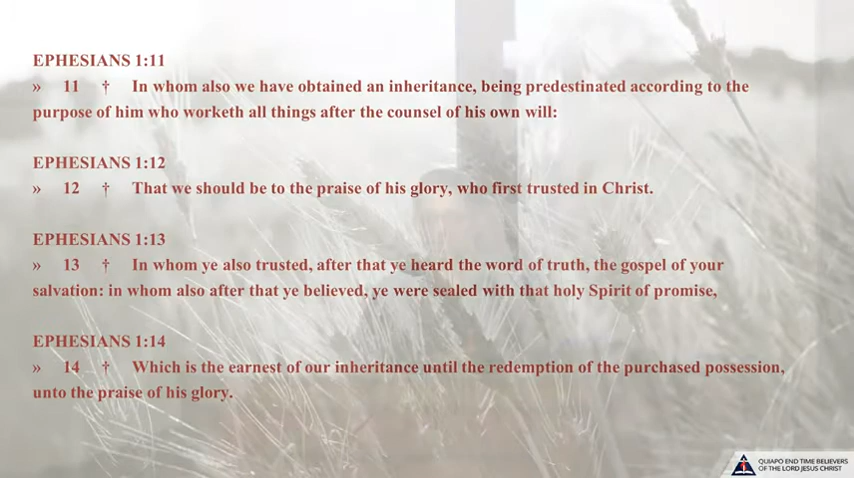 EPHESIANS 1:11
» 11 † In whom also we have obtained an inheritance, being predestinated according to the
purpose of him who worketh all things after the counsel of his own will:
EPHESIANS 1:12
» 12 † That we should be to the praise of his glory, who first trusted in Christ.
EPHESIANS 1:13
» 13 † In whom ye also trusted, after that ye heard the word of truth, the gospel of your
salvation: in whom also after that ye believed, ye were sealed with that holy Spirit of promise,
EPHESIANS 1:14
» 14 † Which is the earnest of our inheritance until the redemption of the purchased possession,
unto the praise of his glory.
QUIAPO END TIME BELIEVERS
OF THE LORD JESUS CHRIST